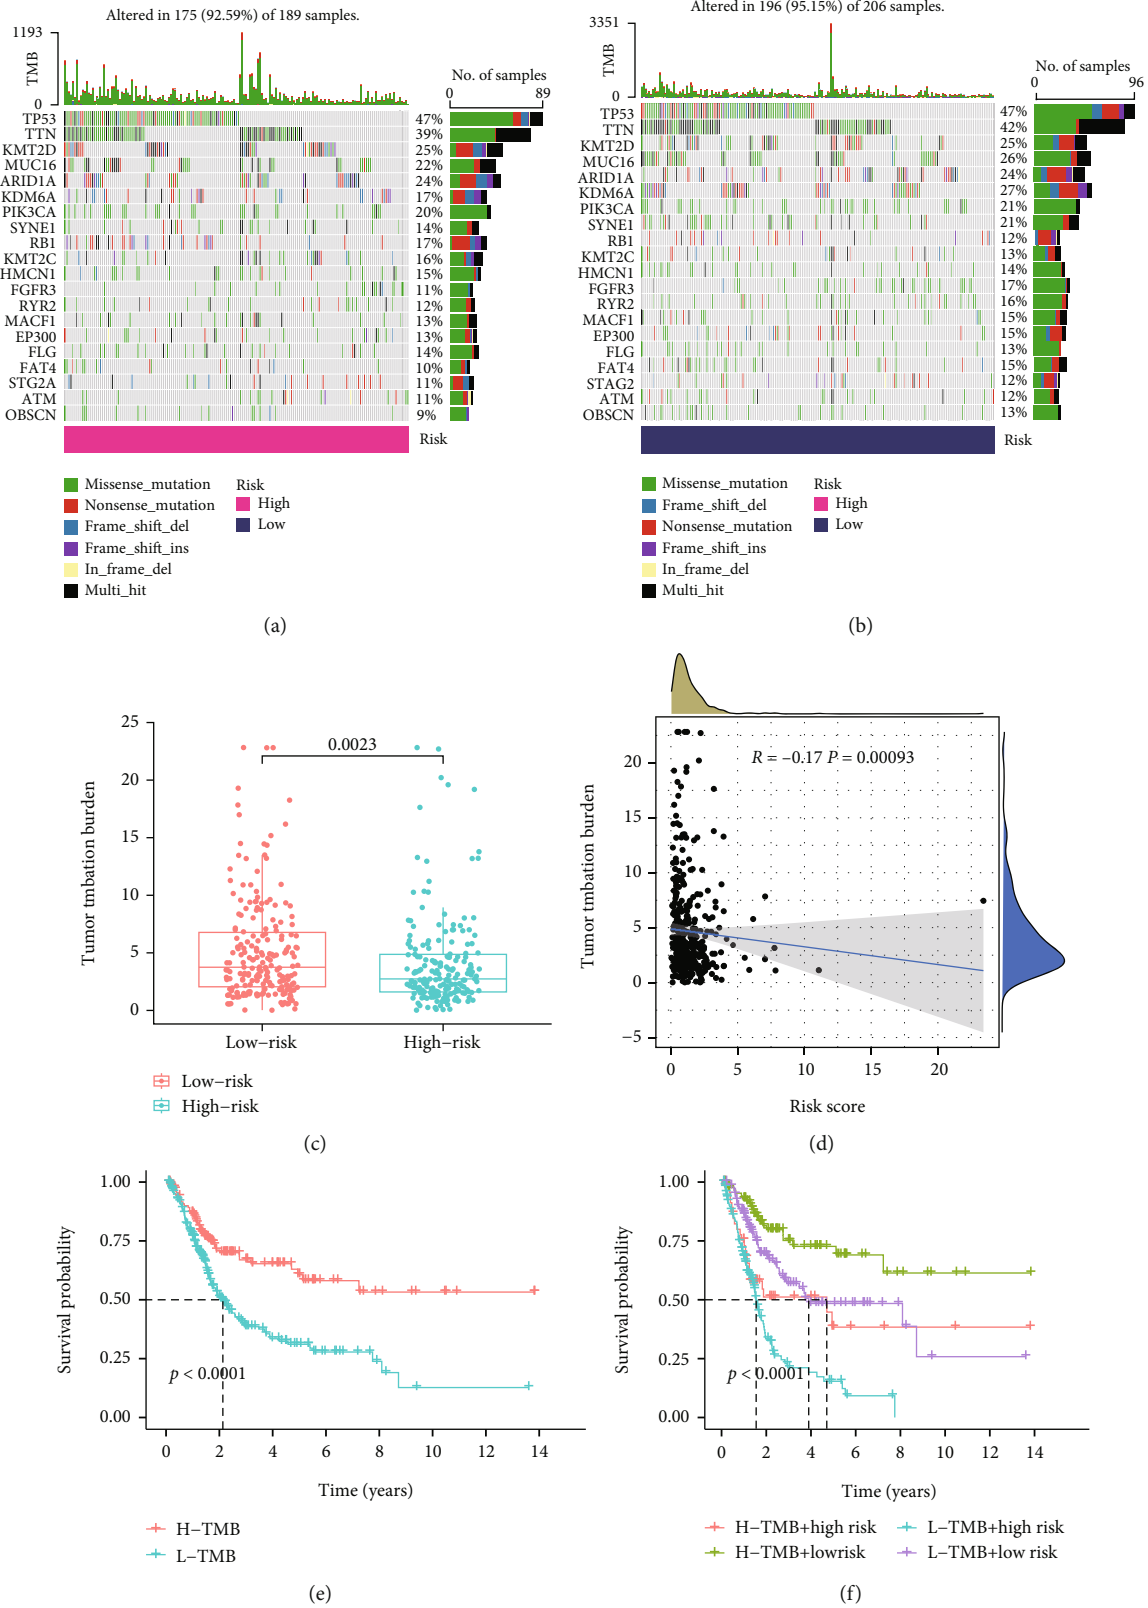 Altered in 175 (92.59%) of 189 samples.
1193
TMB
0
No. of samples
0 89
TP53 47%
TTN 39%
KMT2D 25%
MUC16 22%
ARID1A 24%
KDM6A 17%
PIK3CA 20%
SYNE1 14%
RB1 17%
KMT2C 16%
HMCN1 15%
FGFR3 11%
RYR2 12%
MACF1 13%
EP300 13%
FLG 14%
FAT4 10%
STG2A 11%
ATM 11%
OBSCN 9%
Risk
Missense_mutation
Nonsense_mutation
Frame_shift_del
Frame_shift_ins
In_frame_del
Multi_hit
Risk
High
Low
(a)
Altered in 196 (95.15%) of 206 samples.
3351
TMB
0
No. of samples
0 96
TP53 47%
TTN 42%
KMT2D 25%
MUC16 26%
ARID1A 24%
KDM6A 27%
PIK3CA 21%
SYNE1 21%
RB1 12%
KMT2C 13%
HMCN1 14%
FGFR3 17%
RYR2 16%
MACF1 15%
EP300 15%
FLG 13%
FAT4 15%
STAG2 12%
ATM 12%
OBSCN 13%
Risk
Missense_mutation
Frame_shift_del
Nonsense_mutation
Frame_shift_ins
In_frame_del
Multi_hit
Risk
High
Low
(b)
25
20
15
10
5
0
Tumor tmbation burden
0.0023
Low-risk High-risk
Low-risk
High-risk
(c)
20
15
10
5
0
-5
Tumor tmbation burden
R = -0.17 P = 0.00093
0 5 10 15 20
Risk score
(d)
1.00
0.75
0.50
0.25
0.00
Survival probability
p < 0.0001
0 2 4 6 8 10 12 14
Time (years)
H-TMB
L-TMB
(e)
1.00
0.75
0.50
0.25
0.00
Survival probability
p < 0.0001
0 2 4 6 8 10 12 14
Time (years)
H-TMB+high risk L-TMB+high risk
H-TMB+lowrisk L-TMB+low risk
(f)